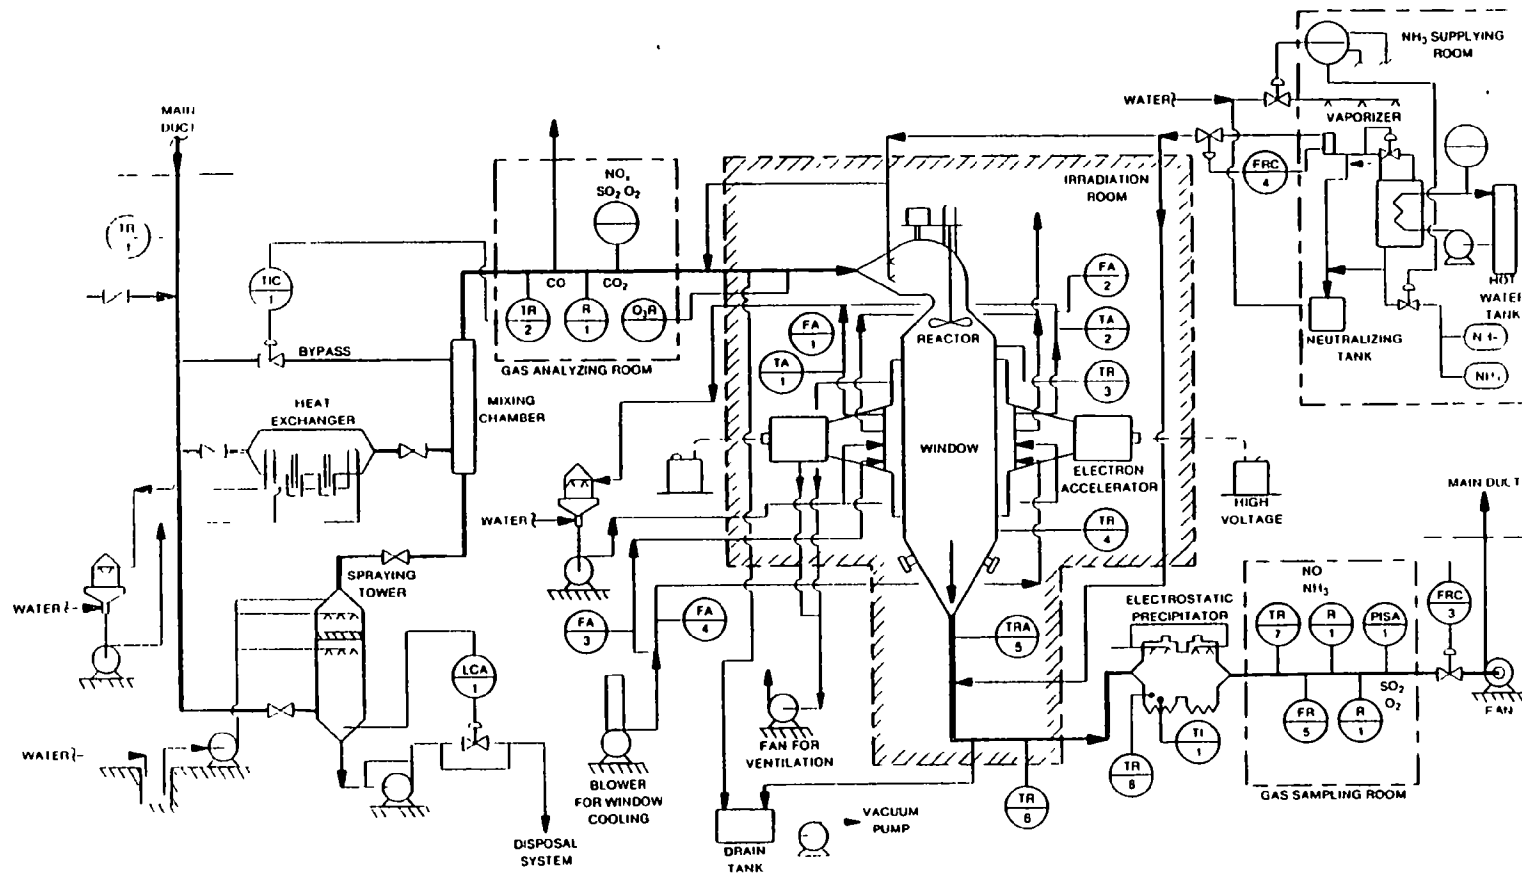 MAIN
DUCT
TR
1
TIC
1
BYPASS
HEAT
EXCHANGER
MIXING
CHAMBER
WATER
SPRAYING
TOWER
WATER
LCA
1
DISPOSAL
SYSTEM
NOx
SO2 O2
CO
CO2
TR
2
R
1
O2R
GAS ANALYZING ROOM
FA
1
TA
1
WATER
FA
3
FA
4
BLOWER
FOR WINDOW
COOLING
FAN FOR
VENTILATION
DRAIN
TANK
VACUUM
PUMP
IRRADIATION
ROOM
REACTOR
WINDOW
FA
2
TA
2
TR
3
ELECTRON
ACCELERATOR
TR
4
TRA
5
TR
6
HIGH
VOLTAGE
WATER
FRC
4
NH3 SUPPLYING
ROOM
VAPORIZER
HOT
WATER
TANK
NEUTRALIZING
TANK
ELECTROSTATIC
PRECIPITATOR
TR
6
TI
1
NO
NH3
TR
7
R
1
PISA
1
FR
5
R
1
SO2
O2
GAS SAMPLING ROOM
FRC
3
MAIN DUCT
FAN